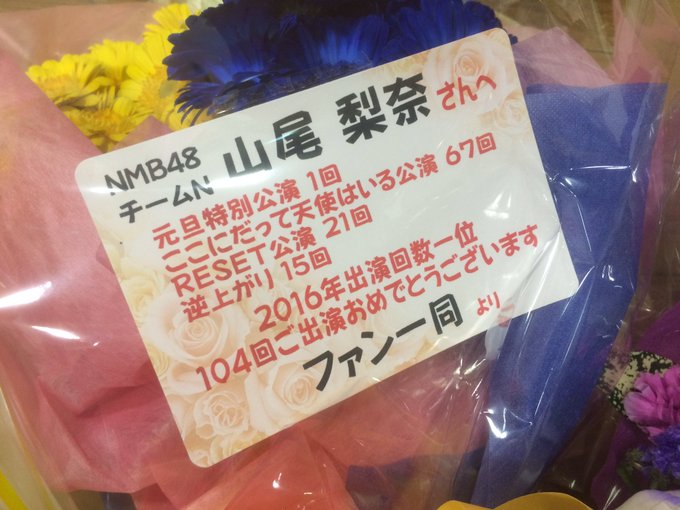 NMB48
チームN 山尾 梨奈 さんへ
元旦特別公演 1回
ここにだって天使はいる公演 67回
RESET公演 21回
逆上がり 15回
2016年出演回数一位
104回ご出演おめでとうございます
ファン一同 より